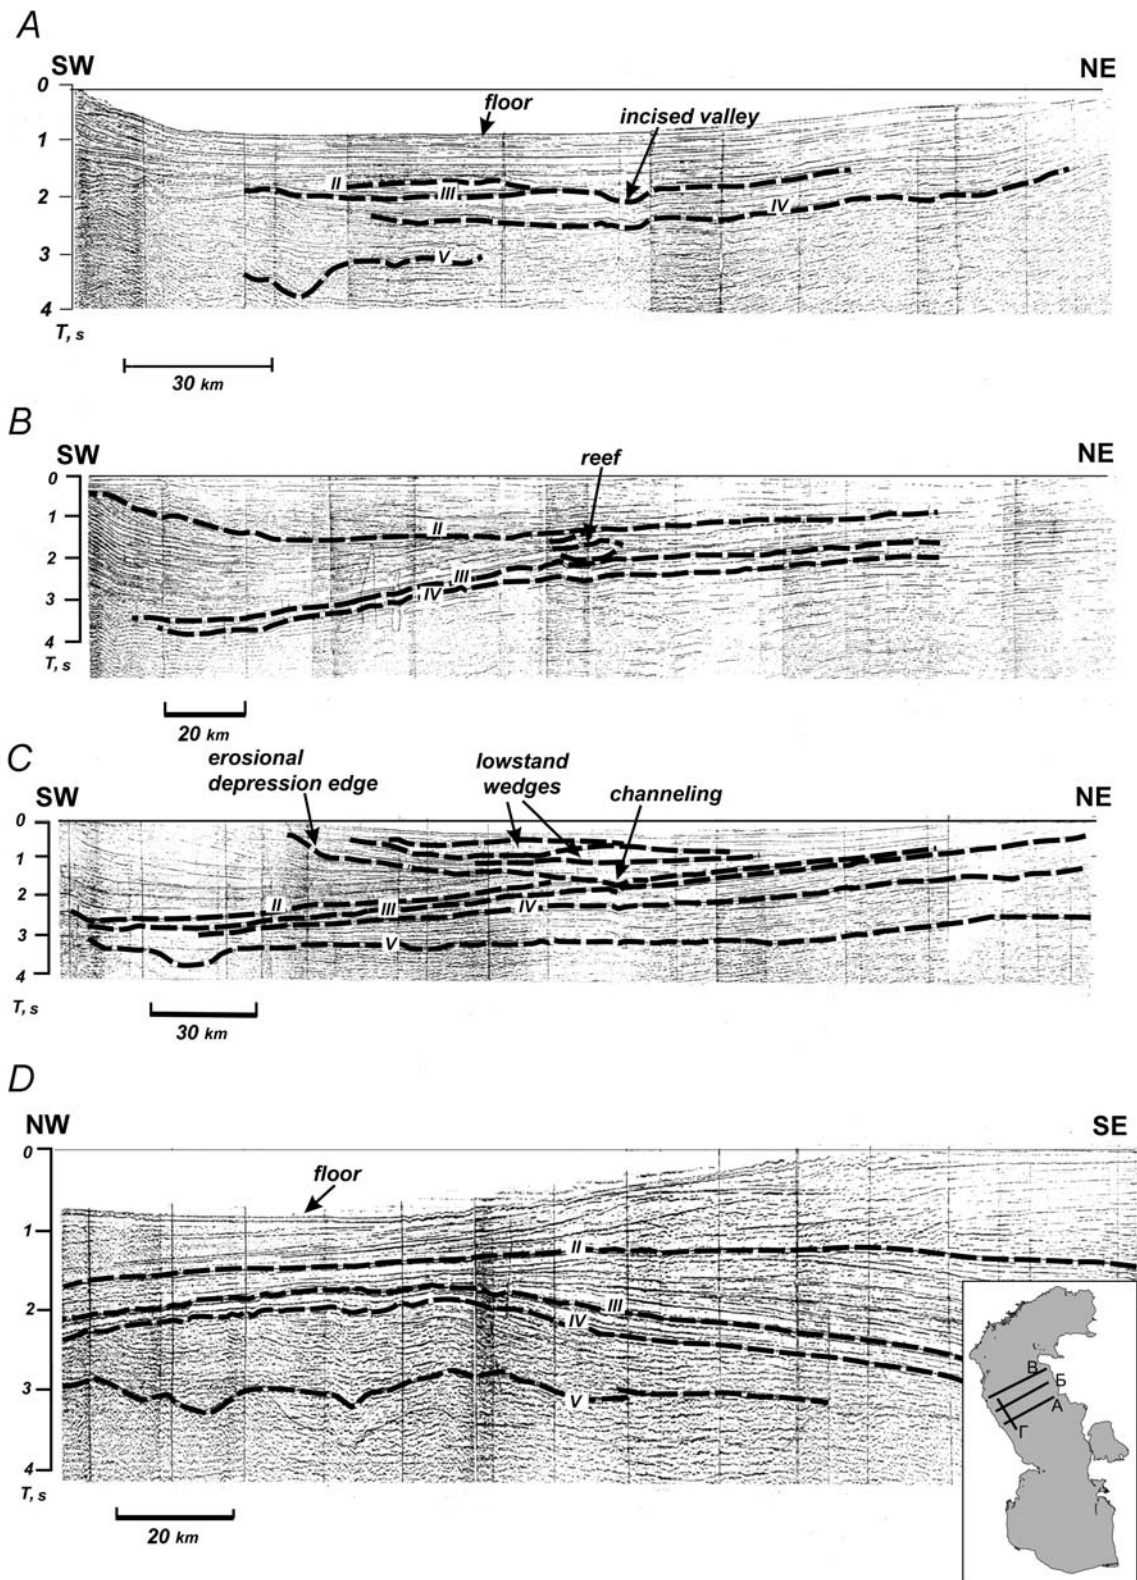 A
SW
NE
0
floor
incised valley
1
II
III
2
IV
V
3
4
T, s
30 km
B
SW
NE
reef
0
1
II
2
III
IV
3
4
T, s
20 km
C
erosional
depression edge
lowstand
wedges
channeling
SW
NE
0
1
2
II
III
IV
3
V
4
T, s
30 km
D
NW
SE
0
floor
1
II
2
III
IV
3
V
4
T, s
20 km
В
Б
А
Г